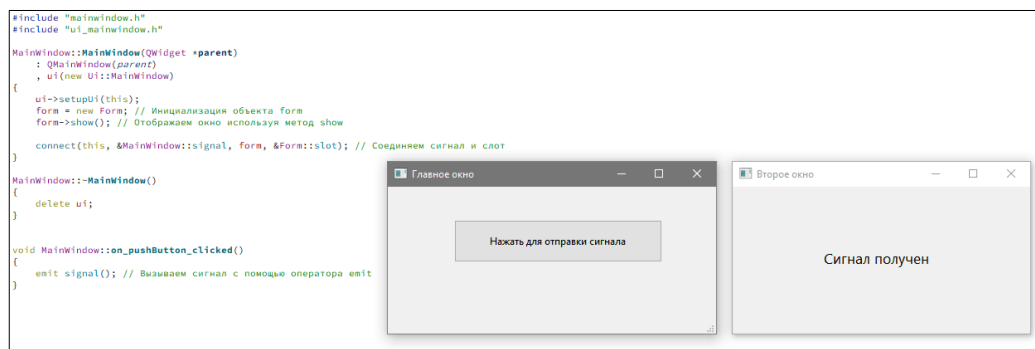 #include "mainwindow.h"
#include "ui_mainwindow.h"
MainWindow::MainWindow(QWidget *parent)
: QMainWindow(parent)
, ui(new Ui::MainWindow)
{
ui->setupUi(this);
form = new Form; // Инициализация объекта form
form->show(); // Отображаем окно используя метод show
connect(this, &MainWindow::signal, form, &Form::slot); // Соединяем сигнал и слот
}
MainWindow::~MainWindow()
{
delete ui;
}
void MainWindow::on_pushButton_clicked()
{
emit signal(); // Вызываем сигнал с помощью оператора emit
}
Главное окно
Нажать для отправки сигнала
Второе окно
Сигнал получен